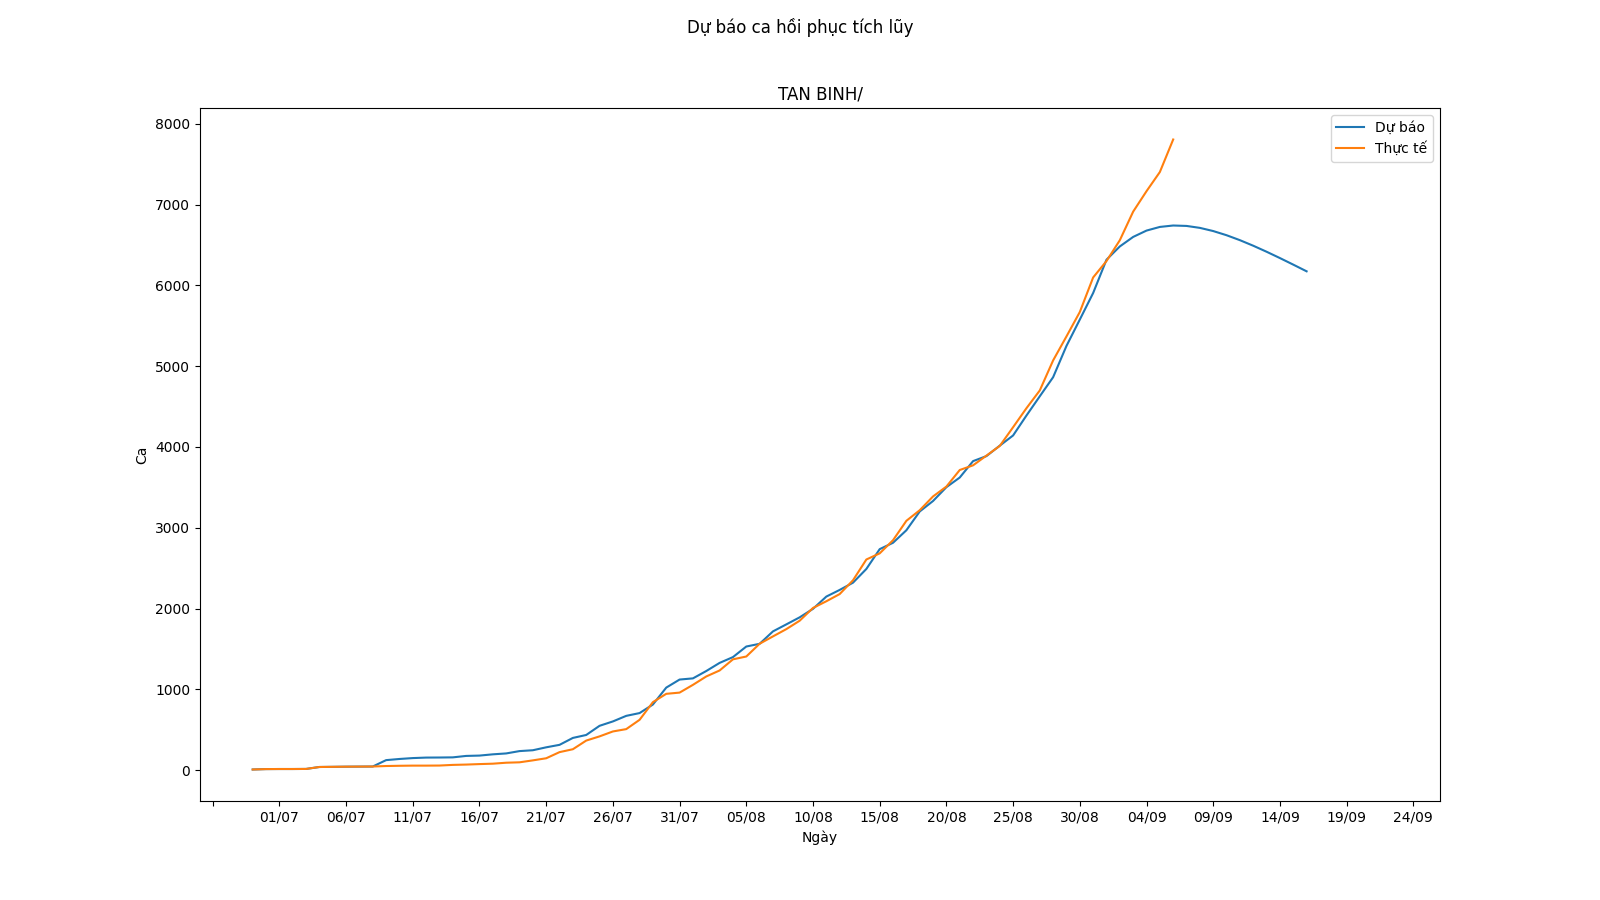 Dự báo ca hồi phục tích lũy
TAN BINH/
Dự báo
Thực tế
8000
7000
6000
5000
4000
3000
2000
1000
0
Ca
01/07 06/07 11/07 16/07 21/07 26/07 31/07 05/08 10/08 15/08 20/08 25/08 30/08 04/09 09/09 14/09 19/09 24/09
Ngày